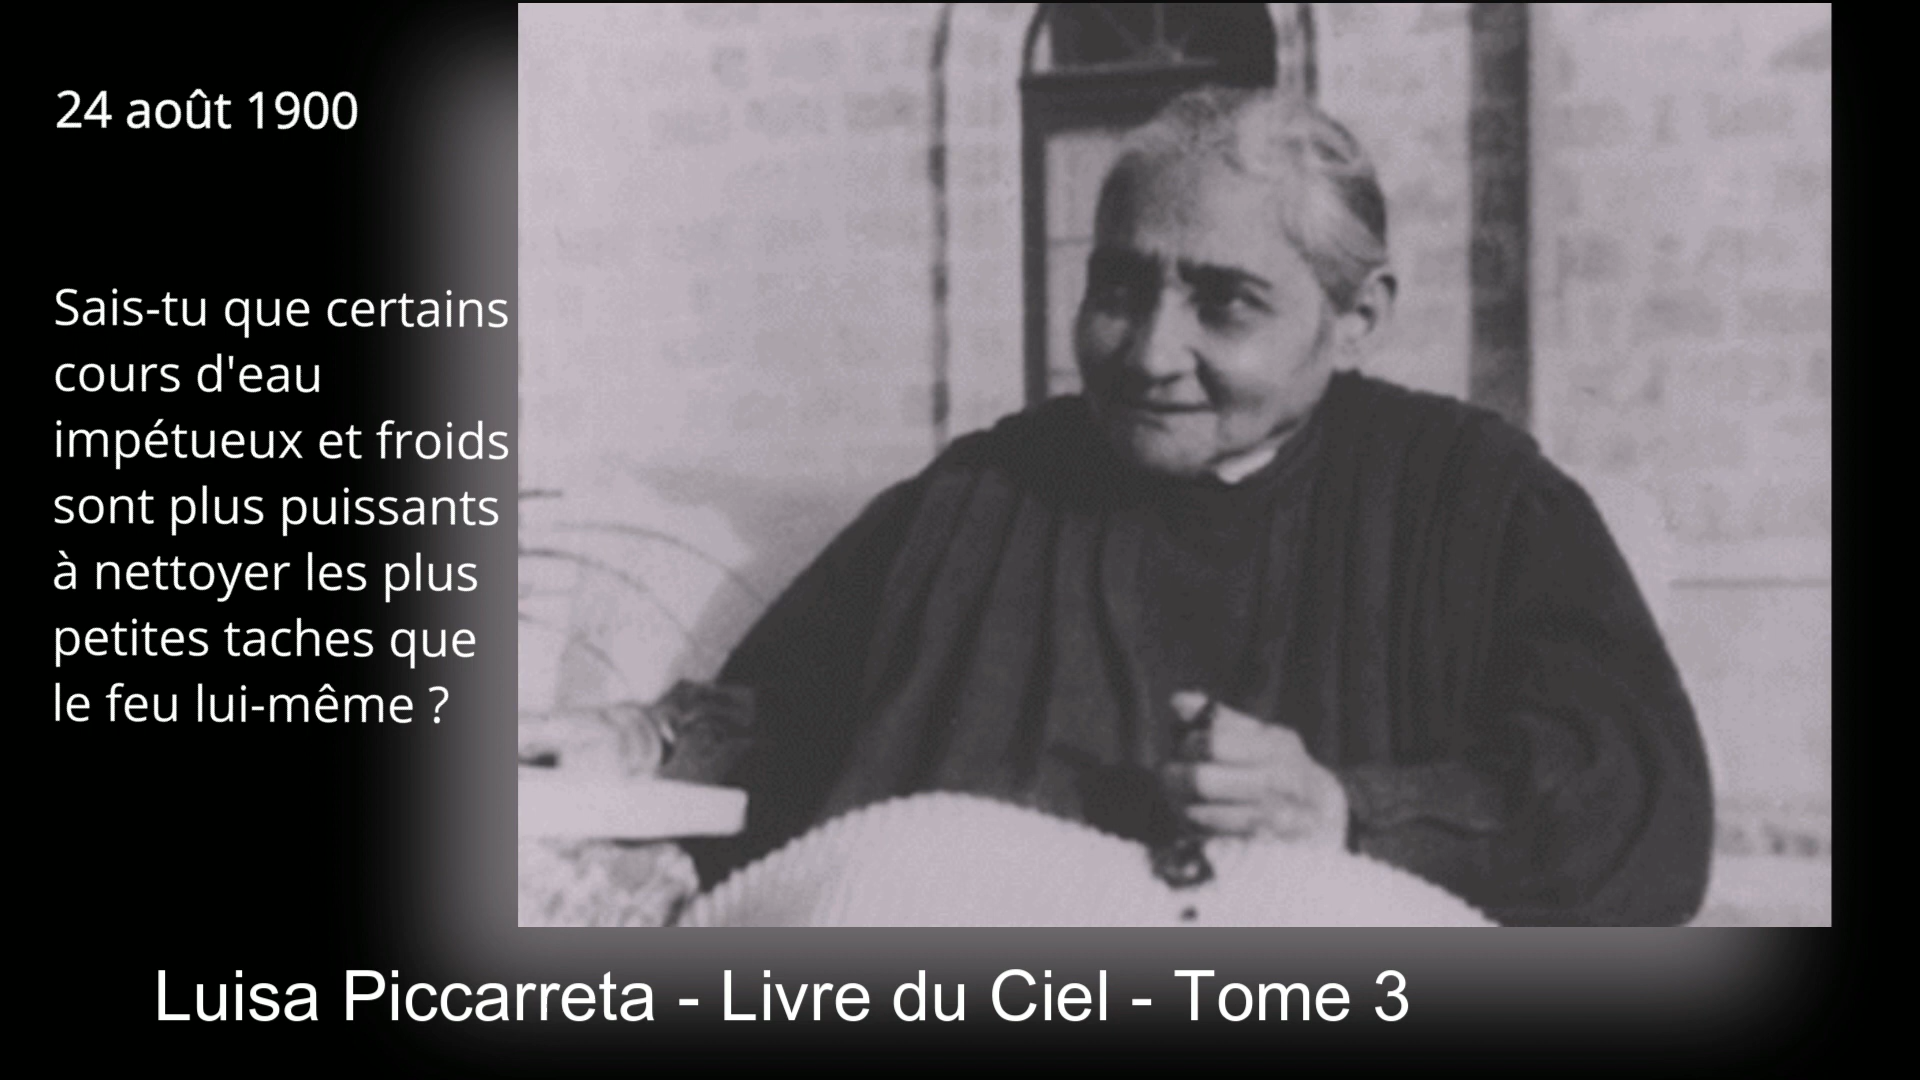 24 août 1900
Sais-tu que certains
cours d'eau
impétueux et froids
sont plus puissants
à nettoyer les plus
petites taches que
le feu lui-même ?
Luisa Piccarreta - Livre du Ciel - Tome 3